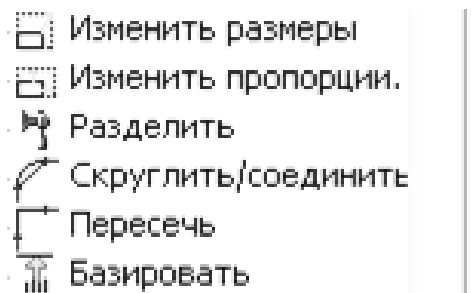 Изменить размеры
Изменить пропорции.
Разделить
Скруглить/соединить
Пересечь
Базировать